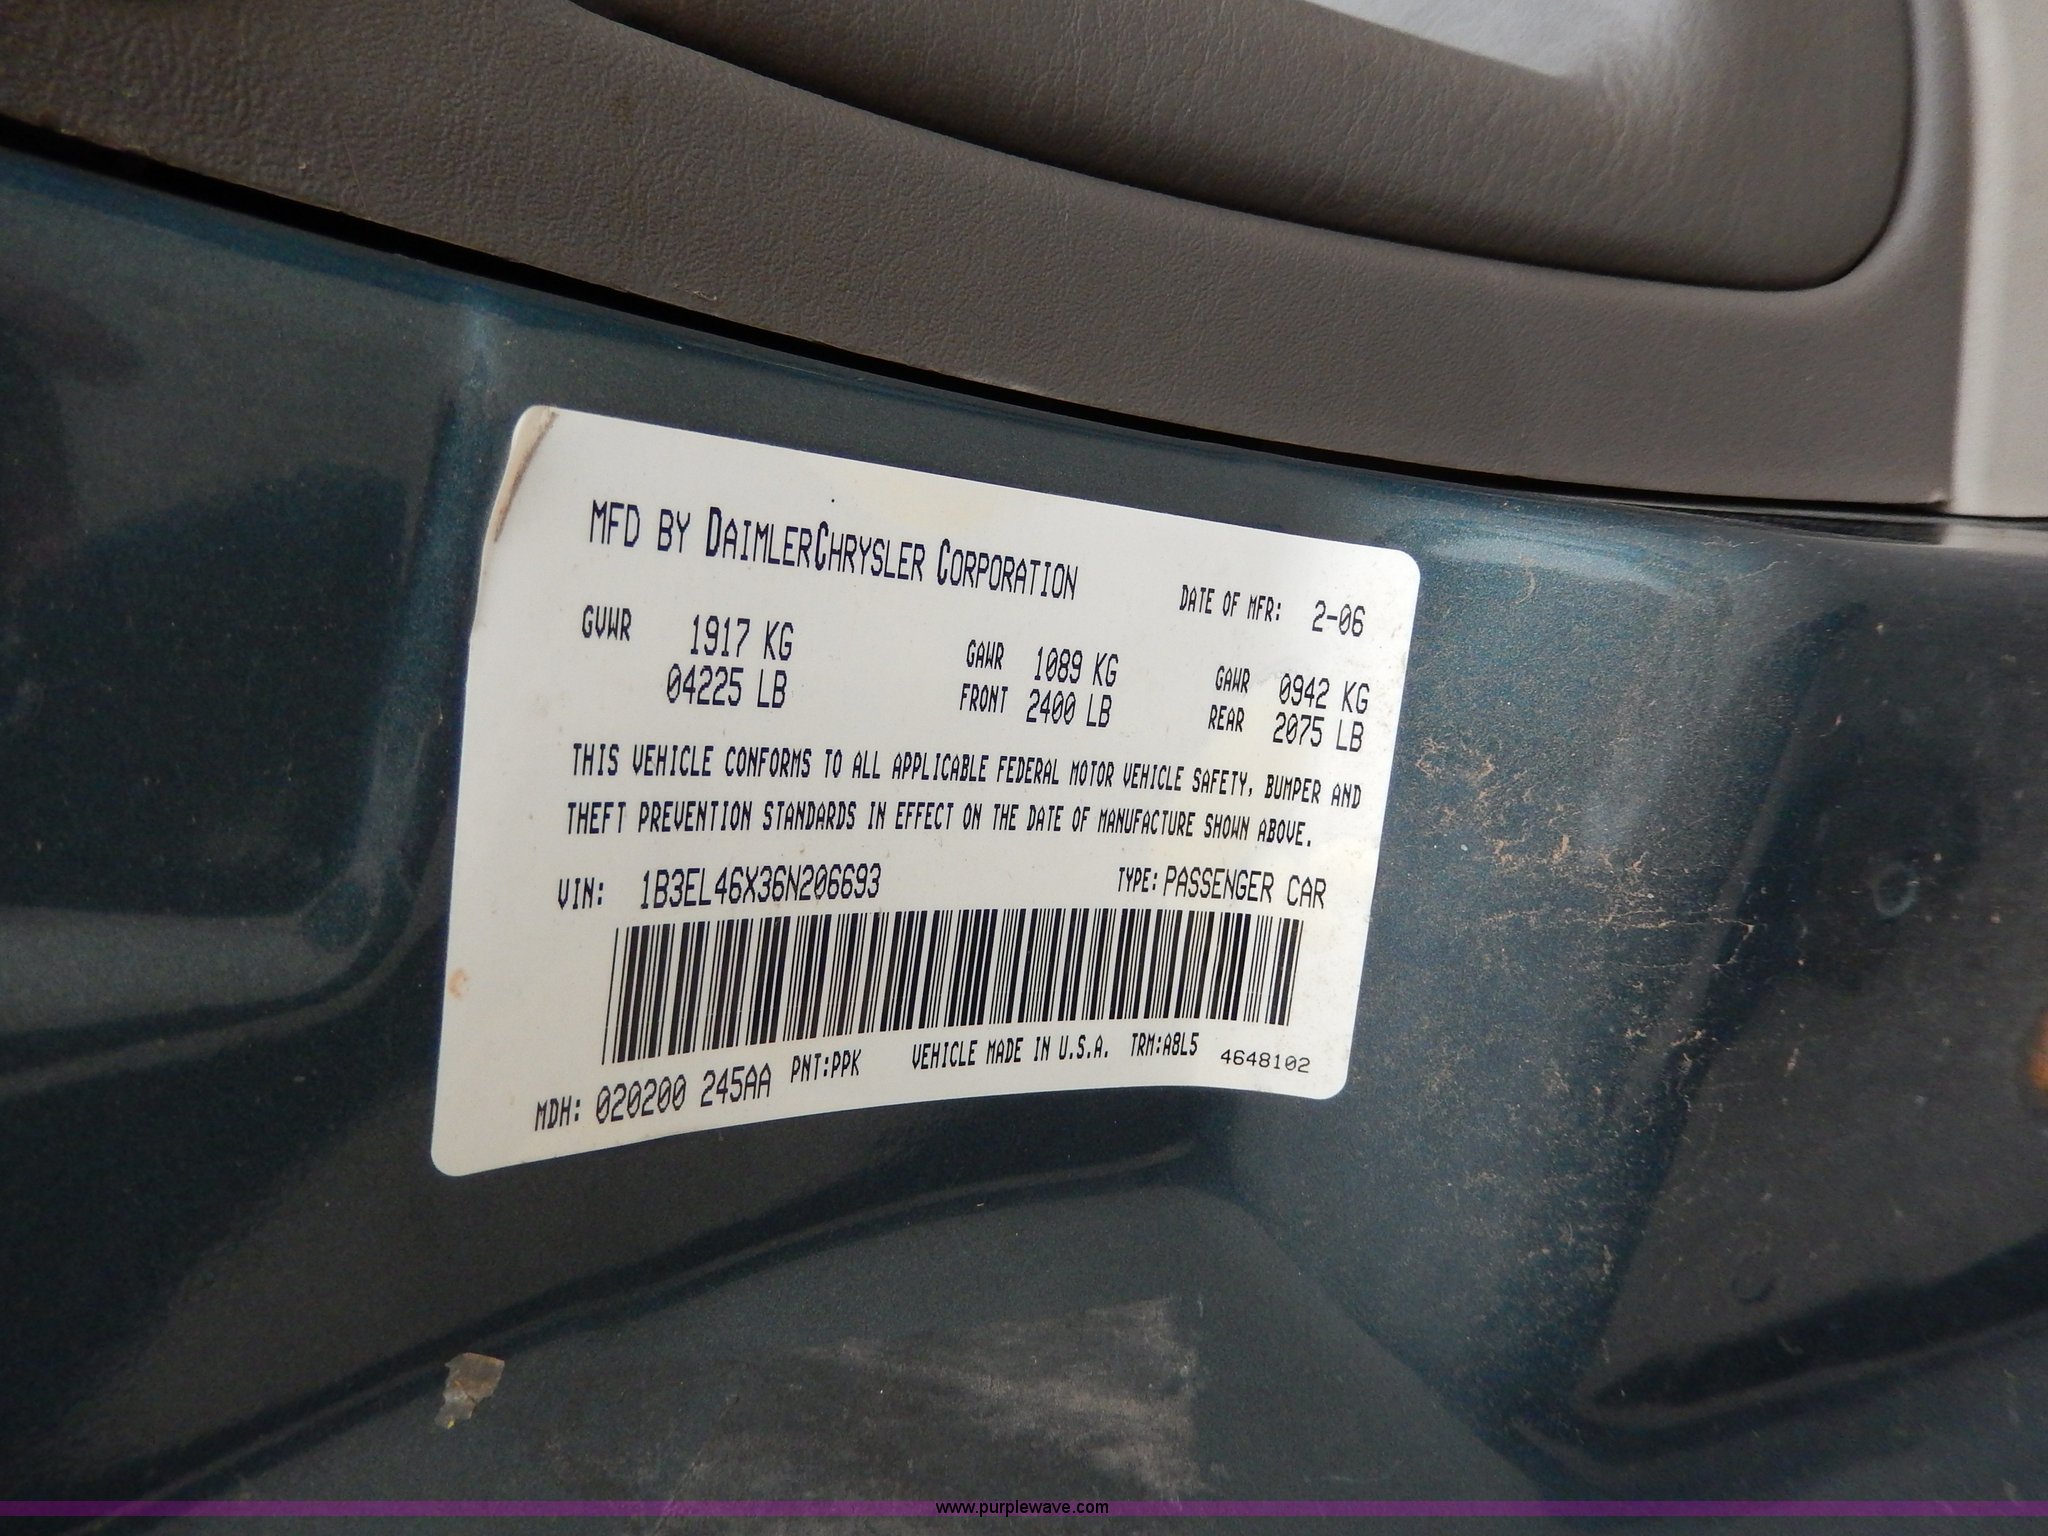 MFD BY DAIMLERCHRYSLER CORPORATION
DATE OF MFR: 2-06
GVWR 1917 KG GAWR 1089 KG GAWR 0942 KG
04225 LB FRONT 2400 LB REAR 2075 LB
THIS VEHICLE CONFORMS TO ALL APPLICABLE FEDERAL MOTOR VEHICLE SAFETY, BUMPER AND
THEFT PREVENTION STANDARDS IN EFFECT ON THE DATE OF MANUFACTURE SHOWN ABOVE.
VIN: 1B3EL46X36N206693 TYPE: PASSENGER CAR
MDH: 020200 245AA PNT:PPK VEHICLE MADE IN U.S.A. TRM:A8L5 4648102
www.purplewave.com